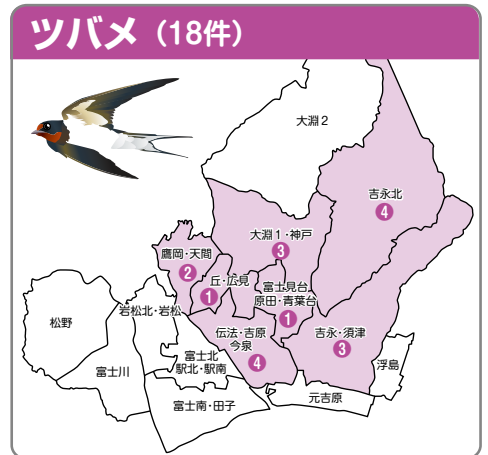 ツバメ（18件）
大淵2
吉永北
4
大淵1・神戸
3
鷹岡・天間
2
丘・広見
1
富士見台
原田・青葉台
1
岩松北・岩松
松野
伝法・吉原
今泉
4
吉永・須津
3
富士川
富士北
駅北・駅南
浮島
元吉原
富士南・田子